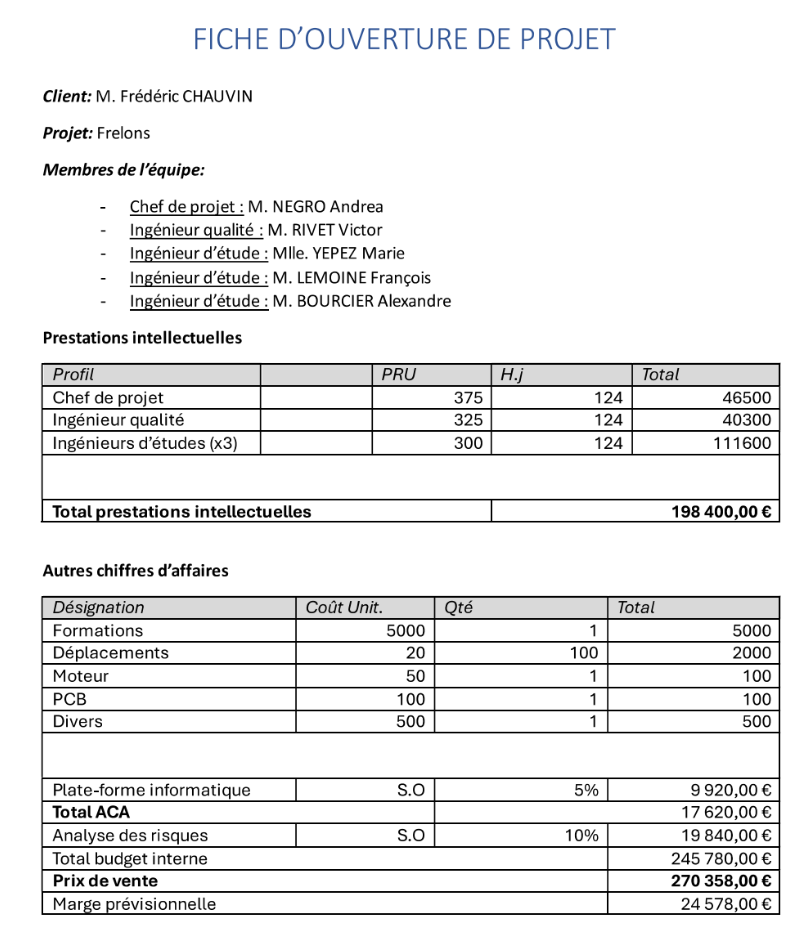 FICHE D’OUVERTURE DE PROJET
Client: M. Frédéric CHAUVIN
Projet: Frelons
Membres de l’équipe:
- Chef de projet : M. NEGRO Andrea
- Ingénieur qualité : M. RIVET Victor
- Ingénieur d’étude : Mlle. YEPEZ Marie
- Ingénieur d’étude : M. LEMOINE François
- Ingénieur d’étude : M. BOURCIER Alexandre
Prestations intellectuelles
Profil PRU H.j Total
Chef de projet 375 124 46500
Ingénieur qualité 325 124 40300
Ingénieurs d’études (x3) 300 124 111600
Total prestations intellectuelles 198 400,00 €
Autres chiffres d’affaires
Désignation Coût Unit. Qté Total
Formations 5000 1 5000
Déplacements 20 100 2000
Moteur 50 1 100
PCB 100 1 100
Divers 500 1 500
Plate-forme informatique S.O 5% 9 920,00 €
Total ACA 17 620,00 €
Analyse des risques S.O 10% 19 840,00 €
Total budget interne 245 780,00 €
Prix de vente 270 358,00 €
Marge prévisionnelle 24 578,00 €